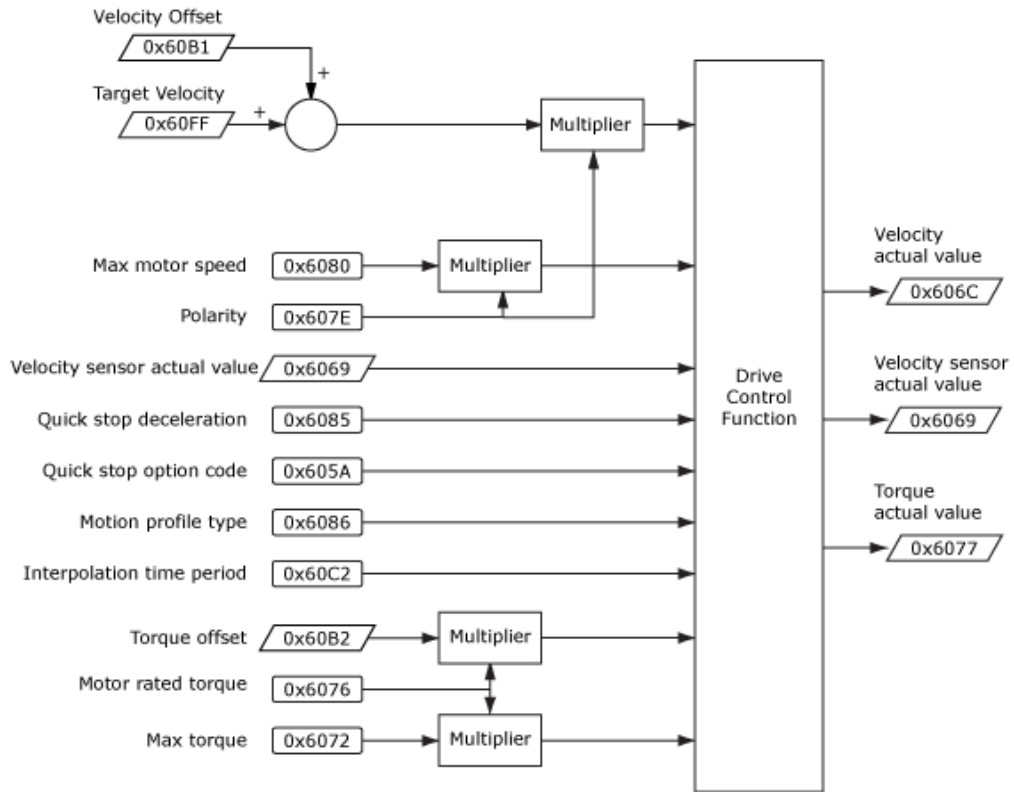 Velocity Offset
0x60B1
+
Target Velocity
+
0x60FF
Multiplier
Max motor speed 0x6080 Multiplier
Polarity 0x607E
Velocity sensor actual value 0x6069
Quick stop deceleration 0x6085
Quick stop option code 0x605A
Motion profile type 0x6086
Interpolation time period 0x60C2
Torque offset 0x60B2 Multiplier
Motor rated torque 0x6076
Max torque 0x6072 Multiplier
Drive
Control
Function
Velocity
actual value
0x606C
Velocity sensor
actual value
0x6069
Torque
actual value
0x6077